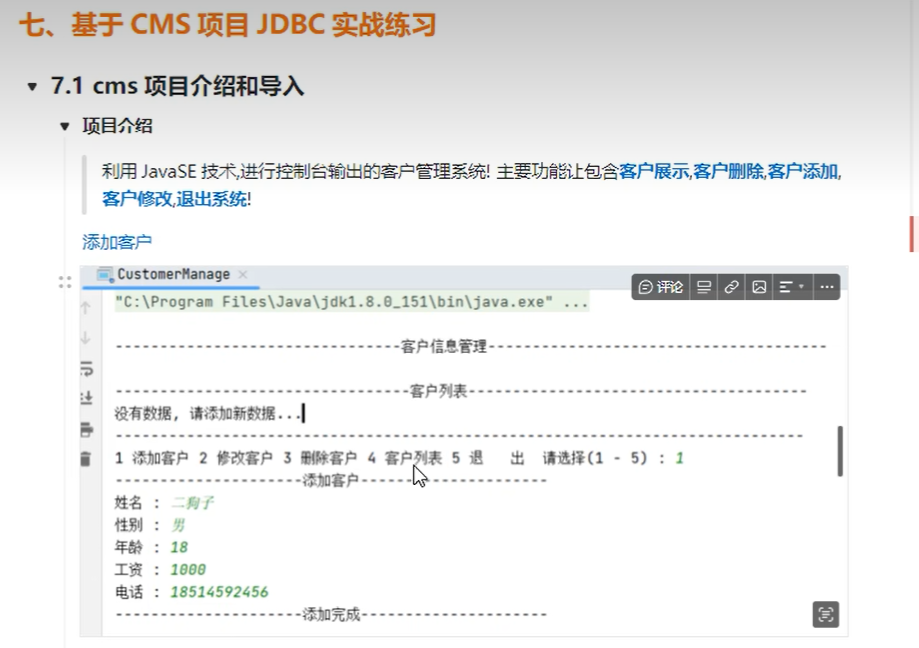 七、基于 CMS 项目 JDBC 实战练习
7.1 cms 项目介绍和导入
项目介绍
利用 JavaSE 技术,进行控制台输出的客户管理系统! 主要功能让包含客户展示,客户删除,客户添加,
客户修改,退出系统!
添加客户
CustomerManage
评论
"C:\Program Files\Java\jdk1.8.0_151\bin\java.exe" ...
--------------------------------客户信息管理--------------------------------------
---------------------------------客户列表--------------------------------------
没有数据, 请添加新数据...
------------------------------------------------------------------------------
1 添加客户 2 修改客户 3 删除客户 4 客户列表 5 退 出 请选择(1 - 5) : 1
---------------------添加客户---------------------
姓名 : 二狗子
性别 : 男
年龄 : 18
工资 : 1000
电话 : 18514592456
---------------------添加完成---------------------